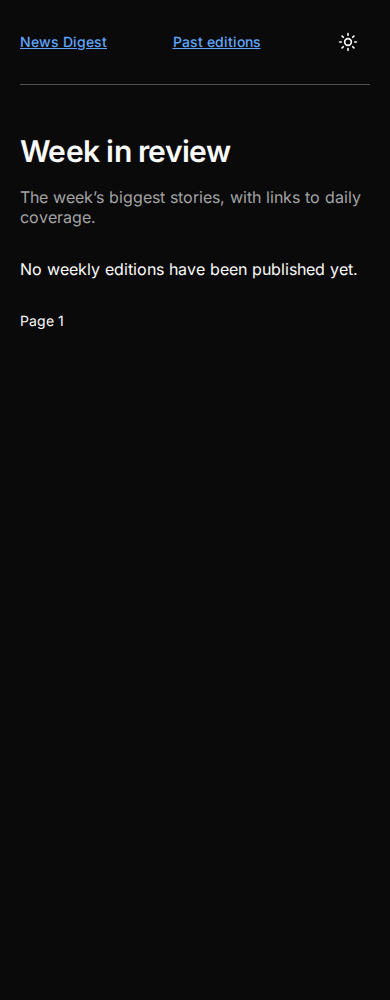 News Digest Past editions
Week in review
The week’s biggest stories, with links to daily
coverage.
No weekly editions have been published yet.
Page 1